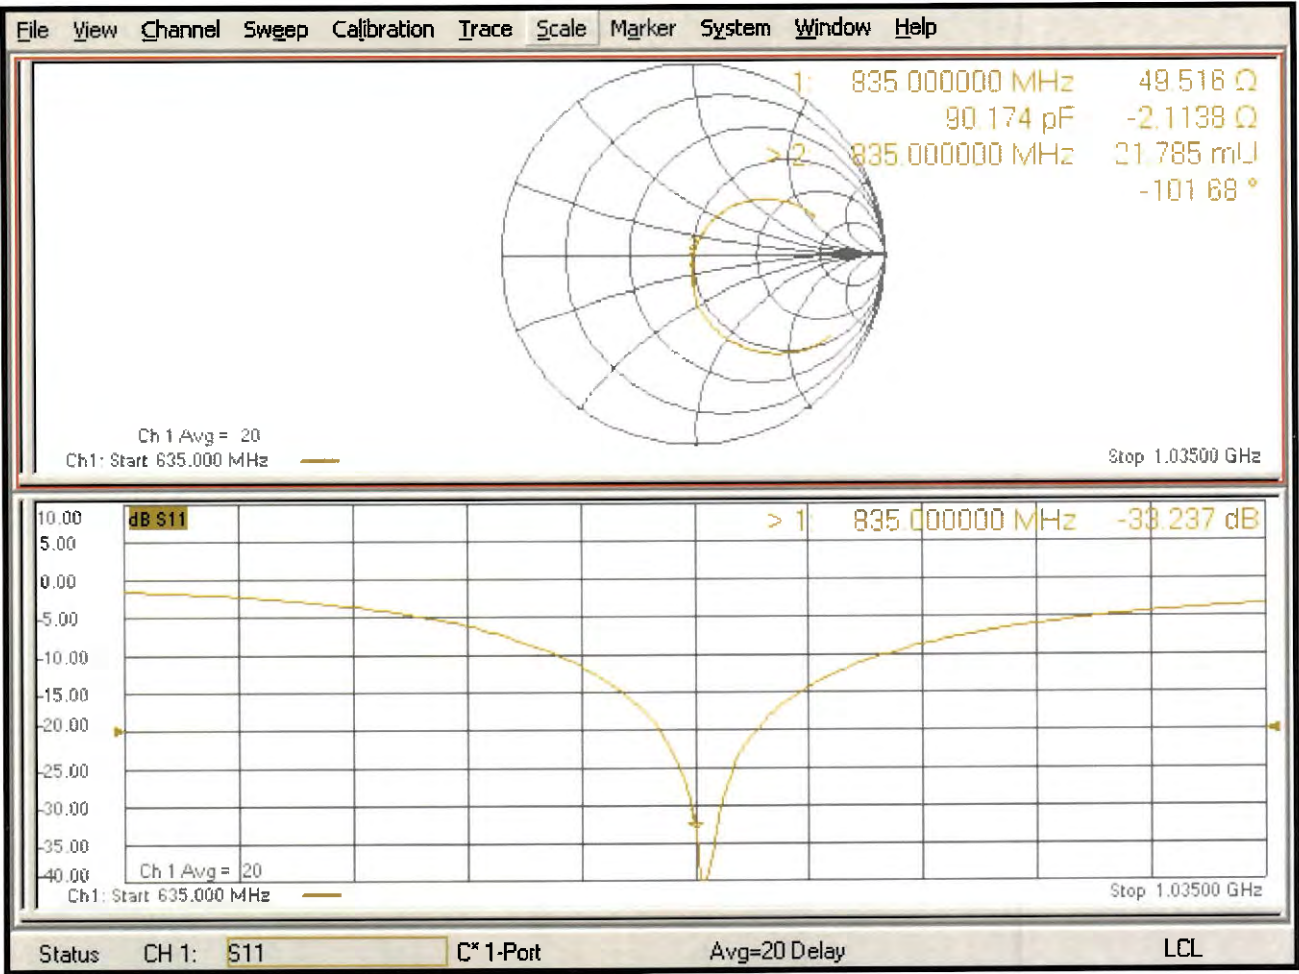 File View Channel Sweep Calibration Trace Scale Marker System Window Help
1: 835.000000 MHz 49.516 Ω
90.174 pF -2.1138 Ω
> 2: 835.000000 MHz 21.785 mU
-101.68 °
Ch 1 Avg = 20
Ch1: Start 635.000 MHz
Stop 1.03500 GHz
10.00
dB S11
> 1: 835.000000 MHz -33.237 dB
5.00
0.00
-5.00
-10.00
-15.00
-20.00
-25.00
-30.00
-35.00
-40.00
Ch 1 Avg = 20
Ch1: Start 635.000 MHz
Stop 1.03500 GHz
Status CH 1: S11 C* 1-Port Avg=20 Delay LCL